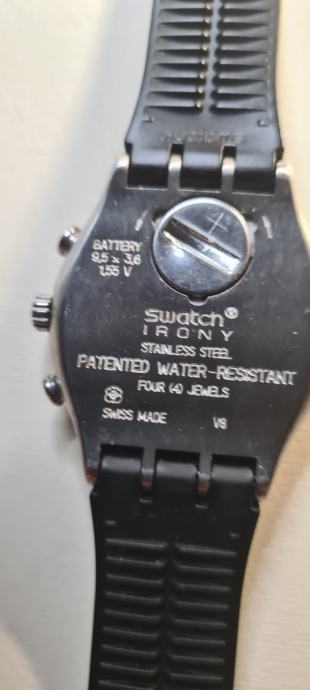 BATTERY
9,5 x 3,6
1,55 V
+
swatch®
IRONY
STAINLESS STEEL
PATENTED WATER-RESISTANT
FOUR (4) JEWELS
SWISS MADE V8